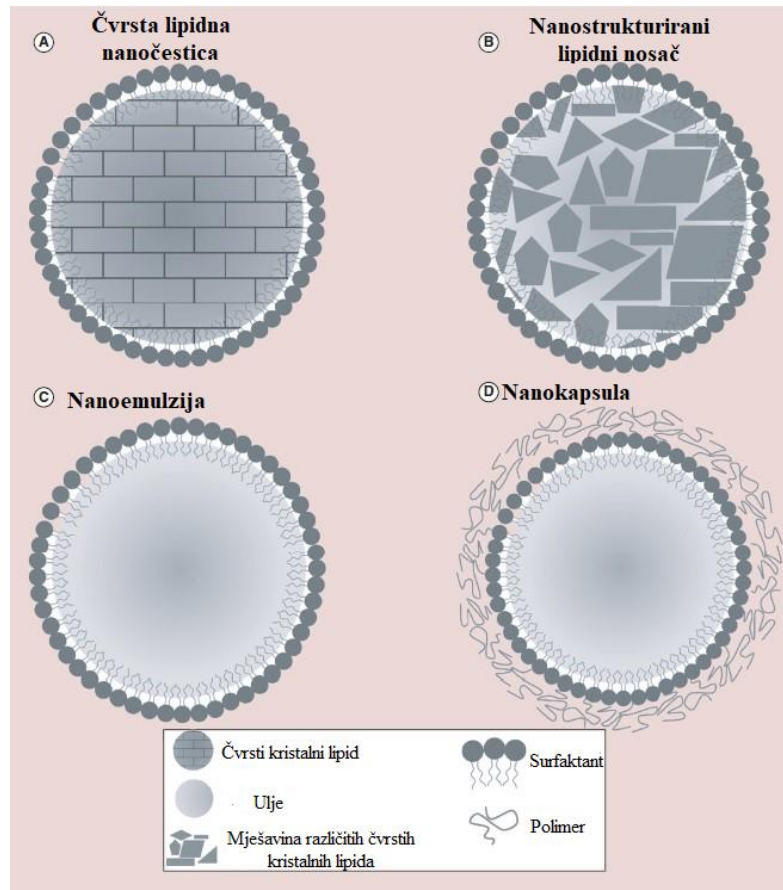 A
Čvrsta lipidna
nanočestica
B
Nanostrukturirani
lipidni nosač
C
Nanoemulzija
D
Nanokapsula
Čvrsti kristalni lipid
Surfaktant
Ulje
Polimer
Mješavina različitih čvrstih
kristalnih lipida